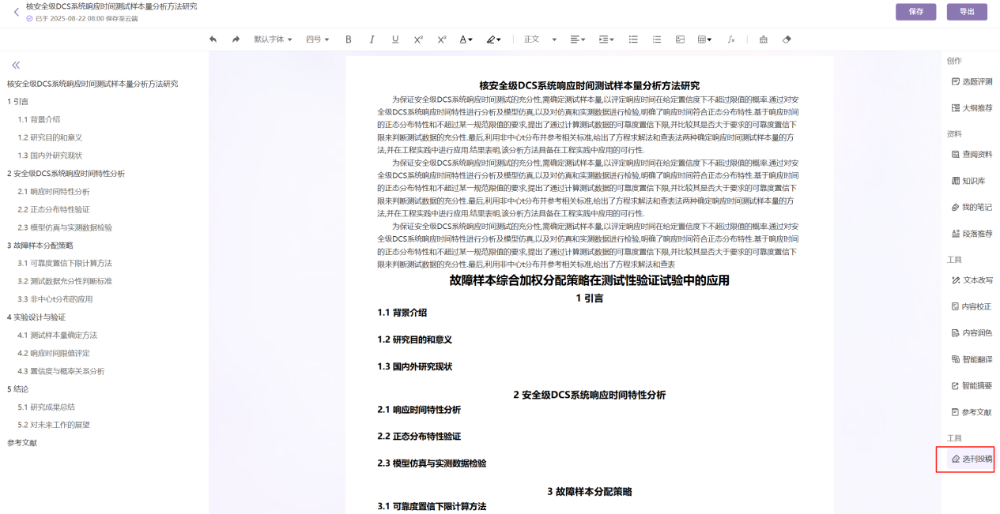 核安全级DCS系统响应时间测试样本量分析方法研究
已于 2025-08-22 08:00 保存至云端
保存
导出
默认字体
四号
B
I
U
X²
X²
A
正文
核安全级DCS系统响应时间测试样本量分析方法研究
1 引言
1.1 背景介绍
1.2 研究目的和意义
1.3 国内外研究现状
2 安全级DCS系统响应时间特性分析
2.1 响应时间特性分析
2.2 正态分布特性验证
2.3 模型仿真与实测数据检验
3 故障样本分配策略
3.1 可靠度置信下限计算方法
3.2 测试数据充分性判断标准
3.3 非中心t分布的应用
4 实验设计与验证
4.1 测试样本量确定方法
4.2 响应时间限值评定
4.3 置信度与概率关系分析
5 结论
5.1 研究成果总结
5.2 对未来工作的展望
参考文献
核安全级DCS系统响应时间测试样本量分析方法研究
为保证安全级DCS系统响应时间测试的充分性,需确定测试样本量,以评定响应时间在给定置信度下不超过限值的概率.通过对安
全级DCS系统响应时间特性进行分析及模型仿真,以及对仿真和实测数据进行检验,明确了响应时间符合正态分布特性.基于响应时间
的正态分布特性和不超过某一规范限值的要求,提出了通过计算测试数据的可靠度置信下限,并比较其是否大于要求的可靠度置信下
限来判断测试数据的充分性.最后,利用非中心t分布并参考相关标准,给出了方程求解法和查表法两种确定响应时间测试样本量的方
法,并在工程实践中进行应用.结果表明,该分析方法具备在工程实践中应用的可行性.
为保证安全级DCS系统响应时间测试的充分性,需确定测试样本量,以评定响应时间在给定置信度下不超过限值的概率.通过对安
全级DCS系统响应时间特性进行分析及模型仿真,以及对仿真和实测数据进行检验,明确了响应时间符合正态分布特性.基于响应时间
的正态分布特性和不超过某一规范限值的要求,提出了通过计算测试数据的可靠度置信下限,并比较其是否大于要求的可靠度置信下
限来判断测试数据的充分性.最后,利用非中心t分布并参考相关标准,给出了方程求解法和查表法两种确定响应时间测试样本量的方
法,并在工程实践中进行应用.结果表明,该分析方法具备在工程实践中应用的可行性.
为保证安全级DCS系统响应时间测试的充分性,需确定测试样本量,以评定响应时间在给定置信度下不超过限值的概率.通过对安
全级DCS系统响应时间特性进行分析及模型仿真,以及对仿真和实测数据进行检验,明确了响应时间符合正态分布特性.基于响应时间
的正态分布特性和不超过某一规范限值的要求,提出了通过计算测试数据的可靠度置信下限,并比较其是否大于要求的可靠度置信下
限来判断测试数据的充分性.最后,利用非中心t分布并参考相关标准,给出了方程求解法和查表
故障样本综合加权分配策略在测试性验证试验中的应用
1 引言
1.1 背景介绍
1.2 研究目的和意义
1.3 国内外研究现状
2 安全级DCS系统响应时间特性分析
2.1 响应时间特性分析
2.2 正态分布特性验证
2.3 模型仿真与实测数据检验
3 故障样本分配策略
3.1 可靠度置信下限计算方法
创作
选题评测
大纲推荐
资料
查阅资料
知识库
我的笔记
段落推荐
工具
文本改写
内容校正
内容润色
智能翻译
智能摘要
参考文献
工具
选刊投稿